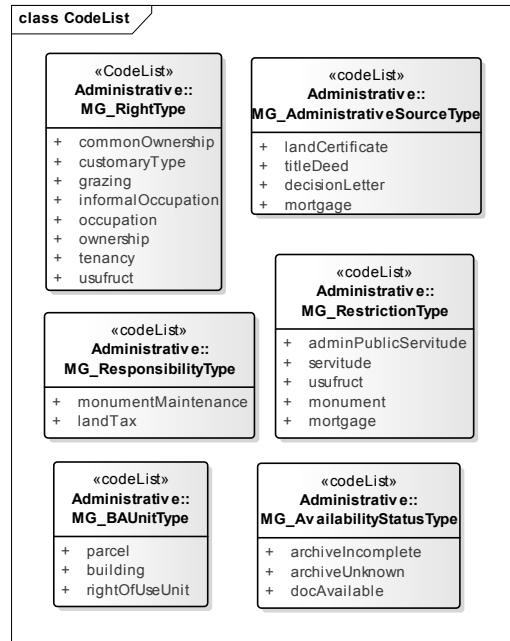 class CodeList
«CodeList»
Administrative::
MG_RightType
+ commonOwnership
+ customaryType
+ grazing
+ informalOccupation
+ occupation
+ ownership
+ tenancy
+ usufruct
«codeList»
Administrative::
MG_AdministrativeSourceType
+ landCertificate
+ titleDeed
+ decisionLetter
+ mortgage
«codeList»
Administrative::
MG_RestrictionType
+ adminPublicServitude
+ servitude
+ usufruct
+ monument
+ mortgage
«codeList»
Administrative::
MG_ResponsibilityType
+ monumentMaintenance
+ landTax
«codeList»
Administrative::
MG_BAUnitType
+ parcel
+ building
+ rightOfUseUnit
«codeList»
Administrative::
MG_AvailabilityStatusType
+ archiveIncomplete
+ archiveUnknown
+ docAvailable